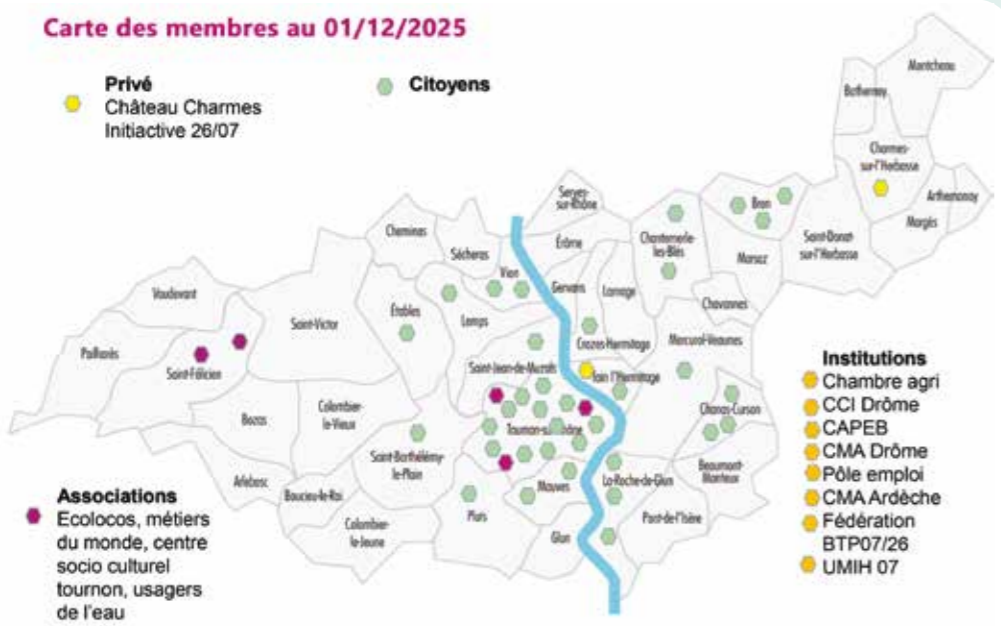 Carte des membres au 01/12/2025
Privé
Château Charmes
Initiactive 26/07
Citoyens
Montcheau
Bathernay
Charmes-
sur-l'Herbasse
Arthemonay
Margès
Serves-
sur-Rhône
Bren
Chantemerle-
les-Blés
Saint-Donat-
sur-l'Herbasse
Marsaz
Cheminas
Sécheras
Érôme
Vion
Gervans
Larnage
Chavannes
Vaudevant
Étables
Lemps
Saint-Victor
Crozes-Hermitage
Mercurol-Veaunes
Pailharès
Saint-Félicien
Saint-Jean-de-Muzols
Tain l'Hermitage
Chanos-Curson
Bozas
Colombier-
le-Vieux
Tournon-sur-Rhône
Saint-Barthélémy-
le-Plain
Beaumont-
Monteux
Arlebosc
Boucieu-le-Roi
Mauves
La-Roche-de-Glun
Plats
Pont-de-l'Isère
Colombier-
le-Jeune
Glun
Institutions
Chambre agri
CCI Drôme
CAPEB
CMA Drôme
Pôle emploi
CMA Ardèche
Fédération
BTP07/26
UMIH 07
Associations
Ecolocos, métiers
du monde, centre
socio culturel
tournon, usagers
de l'eau